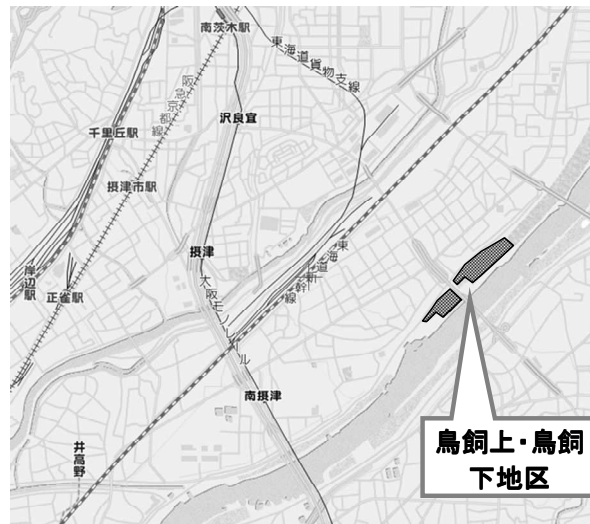 南茨木駅
東海道貨物支線
阪急京都線
沢良宜
千里丘駅
摂津市駅
摂津
東海道新幹線
岸辺駅
正雀駅
大阪モノレール
南摂津
井高野
鳥飼上・鳥飼
下地区